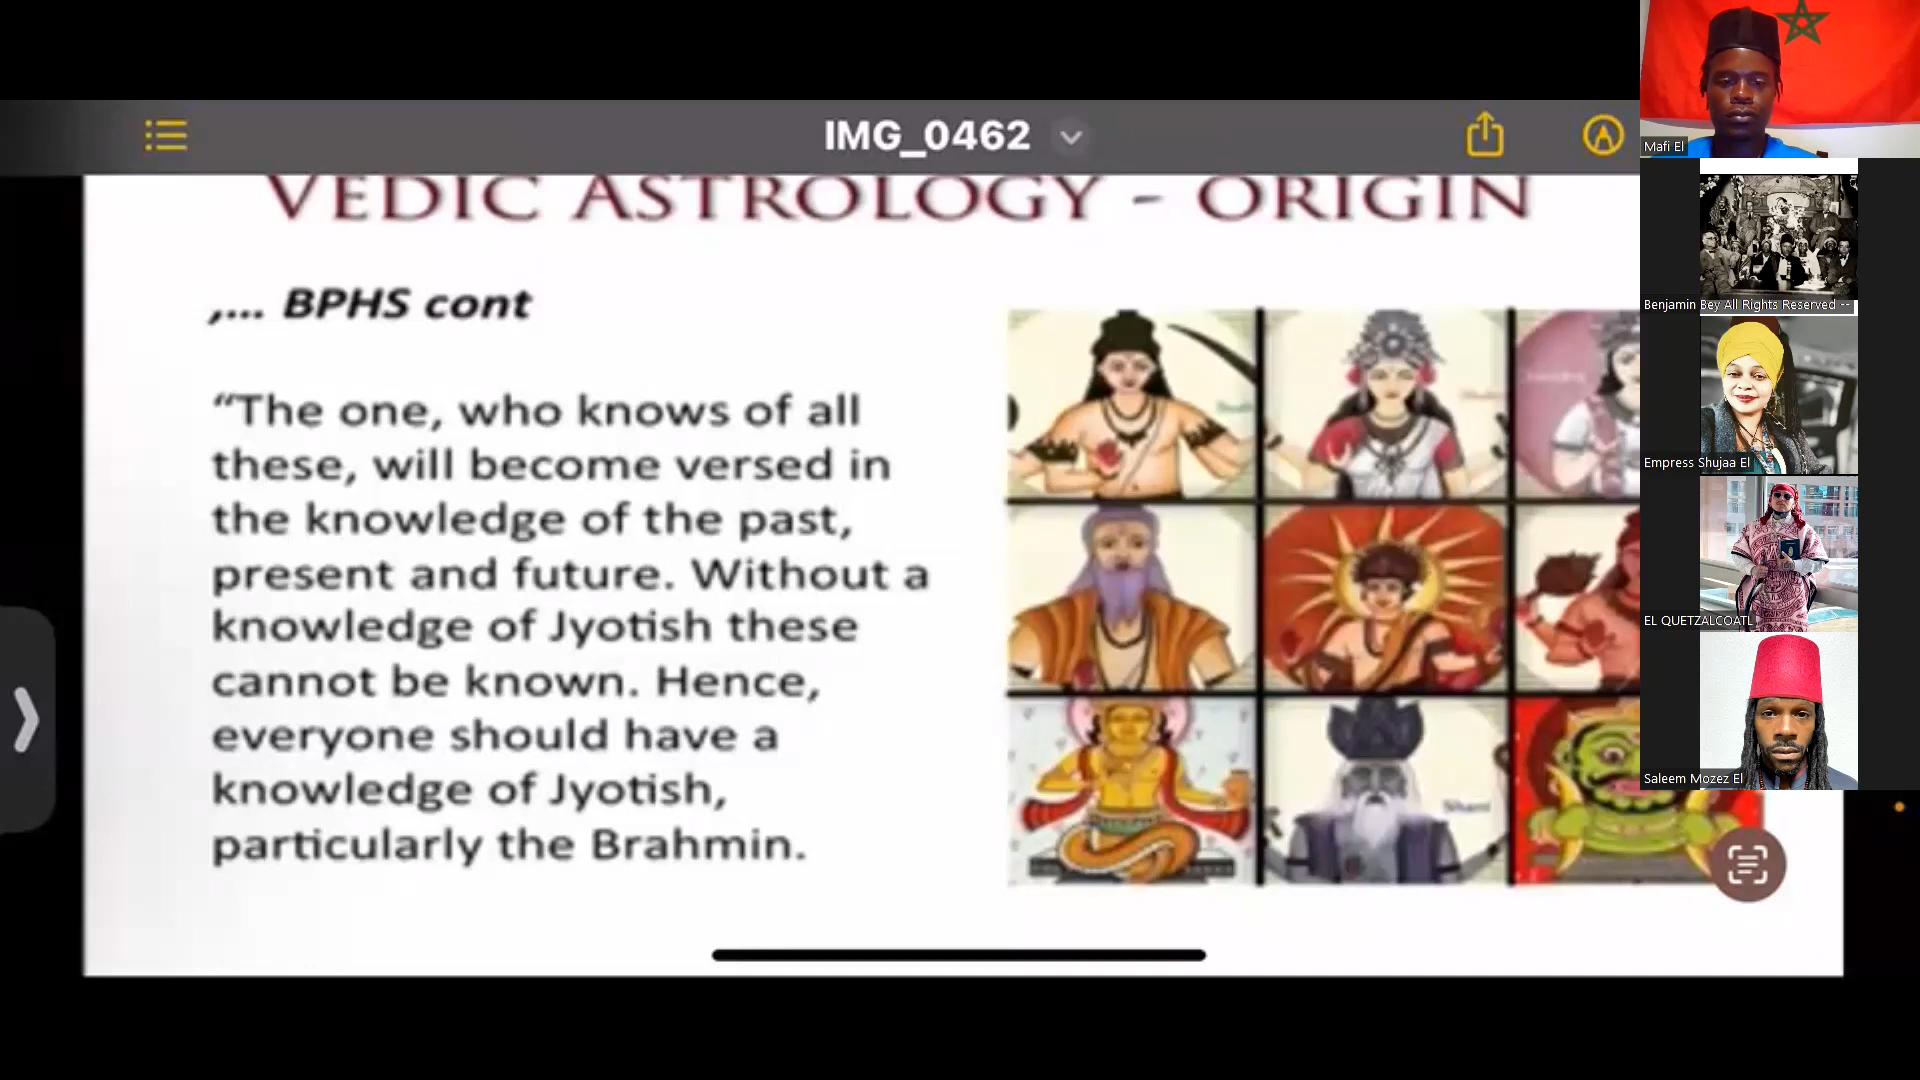 IMG_0462
VEDIC ASTROLOGY - ORIGIN
,... BPHS cont
“The one, who knows of all
these, will become versed in
the knowledge of the past,
present and future. Without a
knowledge of Jyotish these
cannot be known. Hence,
everyone should have a
knowledge of Jyotish,
particularly the Brahmin.
Mafi El
Benjamin Bey All Rights Reserved --
Empress Shujaa El
EL QUETZALCOATL
Saleem Mozez El